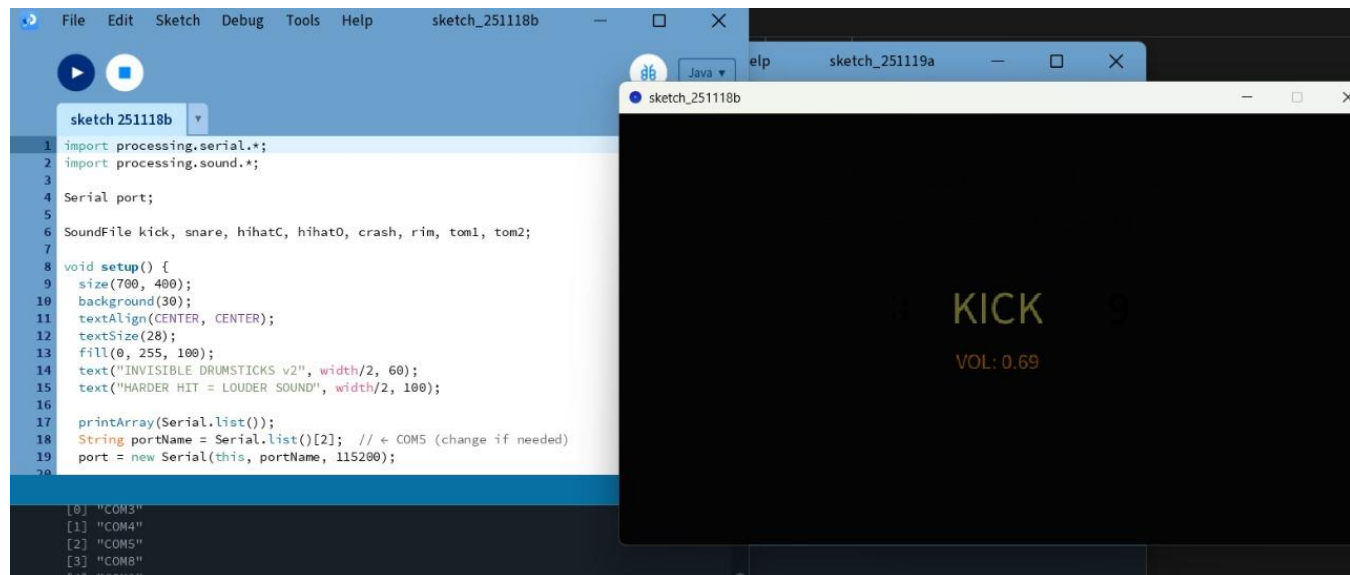 File Edit Sketch Debug Tools Help sketch_251118b
Java
elp sketch_251119a
sketch 251118b
sketch_251118b
1 import processing.serial.*;
2 import processing.sound.*;
3
4 Serial port;
5
6 SoundFile kick, snare, hihatC, hihatO, crash, rim, tom1, tom2;
7
8 void setup() {
9 size(700, 400);
10 background(30);
11 textAlign(CENTER, CENTER);
12 textSize(28);
13 fill(0, 255, 100);
14 text("INVISIBLE DRUMSTICKS v2", width/2, 60);
15 text("HARDER HIT = LOUDER SOUND", width/2, 100);
16
17 printArray(Serial.list());
18 String portName = Serial.list()[2]; // ← COM5 (change if needed)
19 port = new Serial(this, portName, 115200);
20
[0] "COM3"
[1] "COM4"
[2] "COM5"
[3] "COM8"
KICK
VOL: 0.69